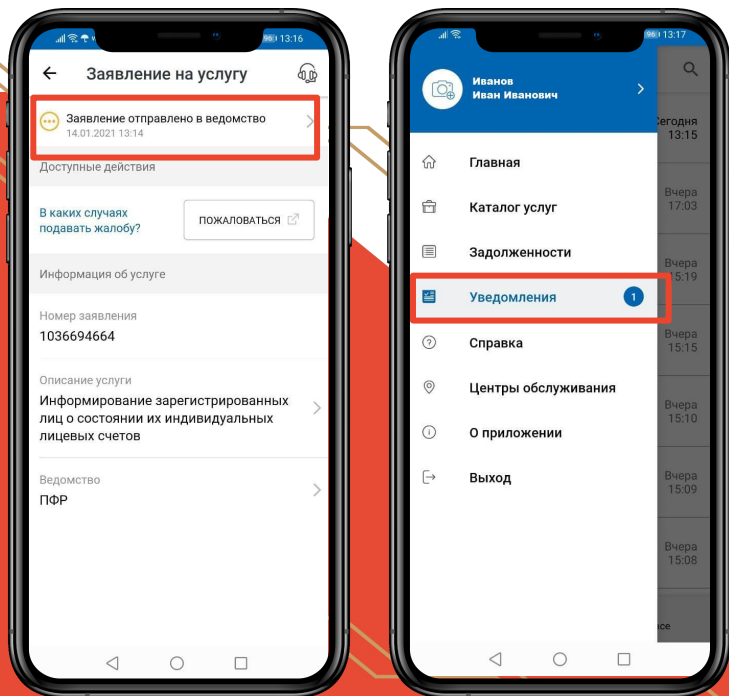 96 13:16
Заявление на услугу
Заявление отправлено в ведомство
14.01.2021 13:14
Доступные действия
В каких случаях
подавать жалобу?
ПОЖАЛОВАТЬСЯ
Информация об услуге
Номер заявления
1036694664
Описание услуги
Информирование зарегистрированных
лиц о состоянии их индивидуальных
лицевых счетов
Ведомство
ПФР
96 13:17
Иванов
Иван Иванович
Главная
Каталог услуг
Задолженности
Уведомления 1
Справка
Центры обслуживания
О приложении
Выход
Сегодня
13:15
Вчера
17:03
Вчера
15:19
Вчера
15:15
Вчера
15:10
Вчера
15:09
Вчера
15:08